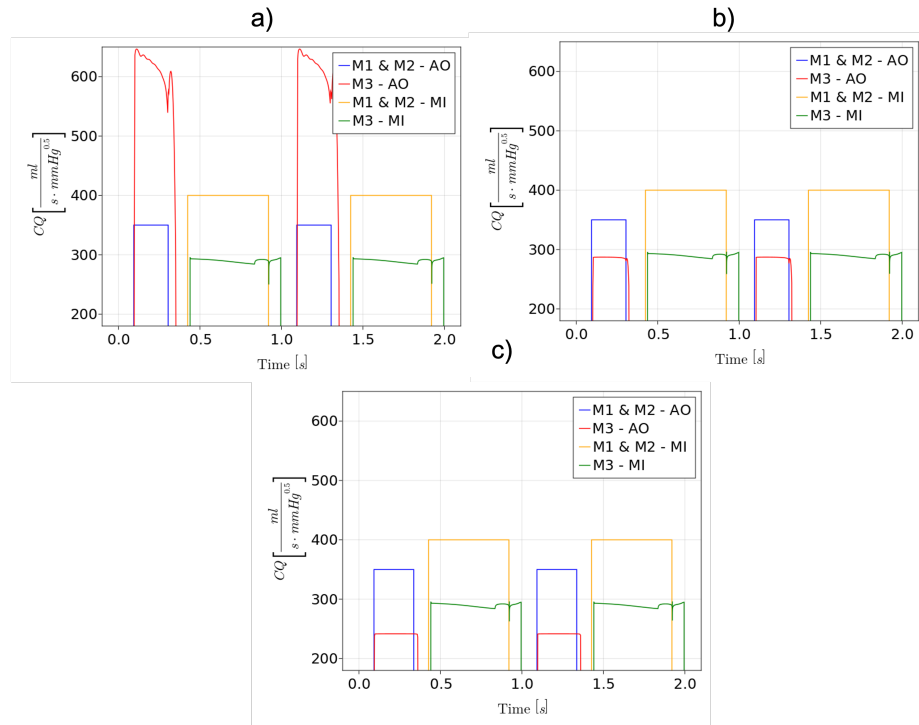 a)
CQ [ml / s · mmHg^0.5]
600
500
400
300
200
M1 & M2 - AO
M3 - AO
M1 & M2 - MI
M3 - MI
0.0 0.5 1.0 1.5 2.0
Time [s]
b)
CQ [ml / s · mmHg^0.5]
600
500
400
300
200
M1 & M2 - AO
M3 - AO
M1 & M2 - MI
M3 - MI
0.0 0.5 1.0 1.5 2.0
Time [s]
c)
CQ [ml / s · mmHg^0.5]
600
500
400
300
200
M1 & M2 - AO
M3 - AO
M1 & M2 - MI
M3 - MI
0.0 0.5 1.0 1.5 2.0
Time [s]